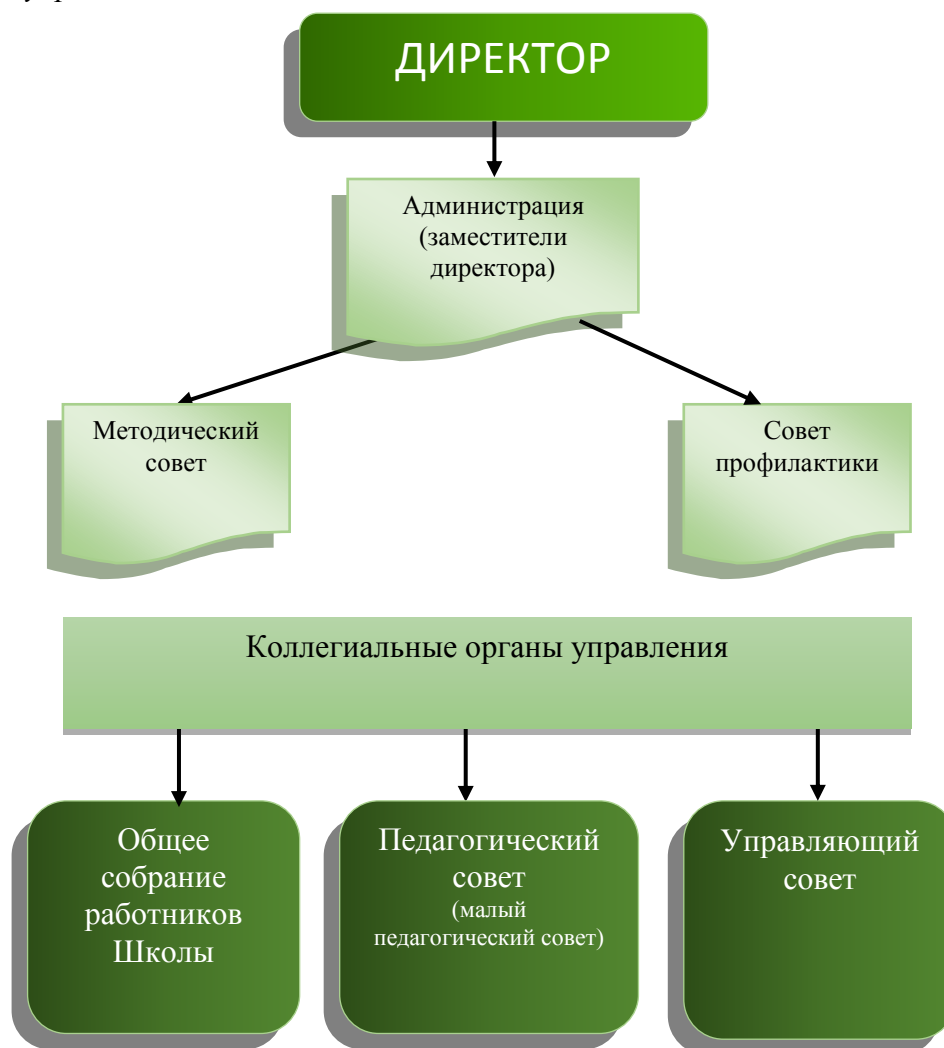 ДИРЕКТОР
Администрация
(заместители
директора)
Методический
совет
Совет
профилактики
Коллегиальные органы управления
Общее
собрание
работников
Школы
Педагогический
совет
(малый
педагогический совет)
Управляющий
совет